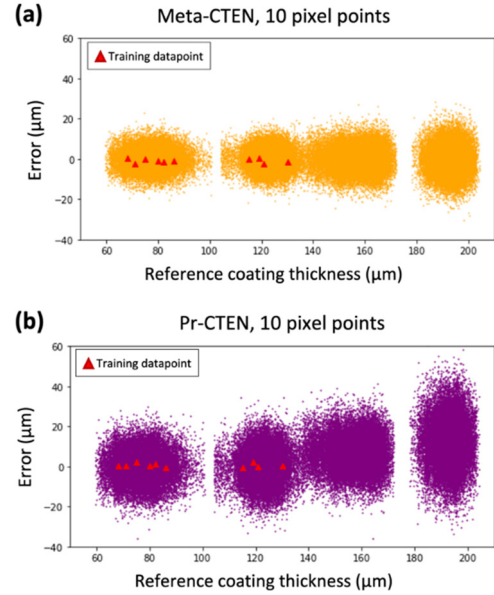 (a)
Meta-CTEN, 10 pixel points
Training datapoint
Error (μm)
60
40
20
0
−20
−40
60 80 100 120 140 160 180 200
Reference coating thickness (μm)
(b)
Pr-CTEN, 10 pixel points
Training datapoint
Error (μm)
60
40
20
0
−20
−40
60 80 100 120 140 160 180 200
Reference coating thickness (μm)